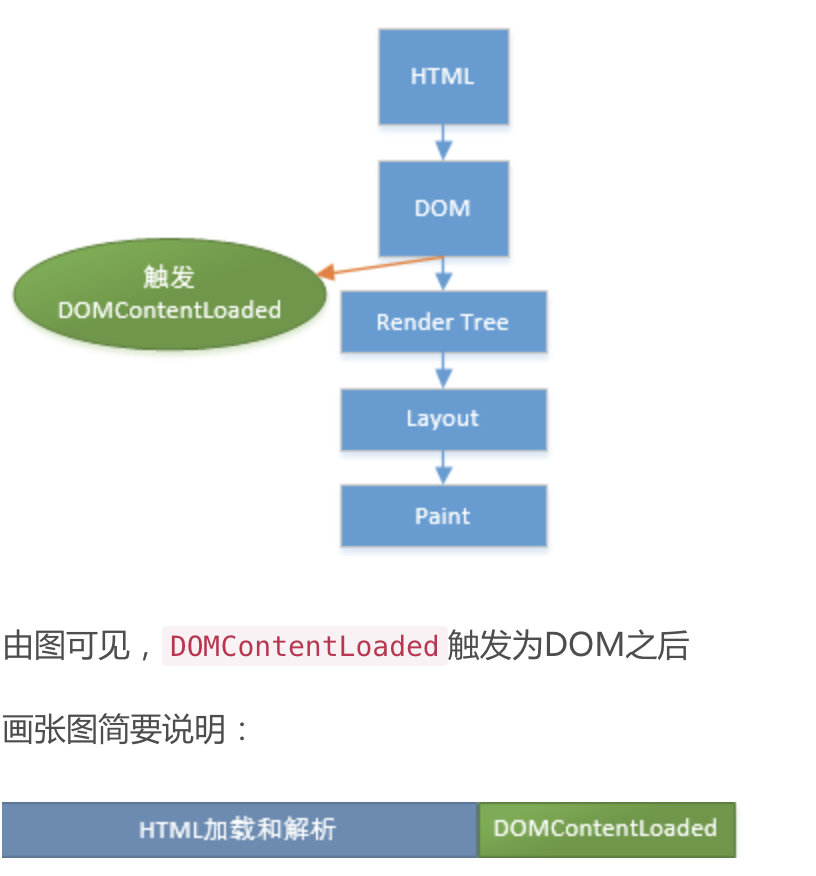 HTML
DOM
触发
DOMContentLoaded
Render Tree
Layout
Paint
由图可见，DOMContentLoaded触发为DOM之后
画张图简要说明：
HTML加载和解析
DOMContentLoaded